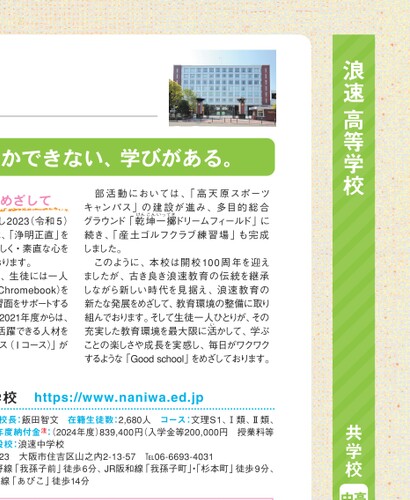 かできない、学びがある。
めざして
し2023（令和5）
、「浄明正直」を
しく・素直な心を
おります。
、生徒には一人
Chromebook）を
習面をサポートする
2021年度からは、
活躍できる人材を
ス（Ⅰコース）」が
部活動においては、「高天原スポーツ
キャンパス」の建設が進み、多目的総合
グラウンド「乾坤一擲ドリームフィールド」に
続き、「産土ゴルフクラブ練習場」も完成
しました。
このように、本校は開校100周年を迎え
ましたが、古き良き浪速教育の伝統を継承
しながら新しい時代を見据え、浪速教育の
新たな発展をめざして、教育環境の整備に取り
組んでおります。そして生徒一人ひとりが、その
充実した教育環境を最大限に活かして、学ぶ
ことの楽しさや成長を実感し、毎日がワクワク
するような「Good school」をめざしております。
学校 https://www.naniwa.ed.jp
校長：飯田智文 在籍生徒数：2,680人 コース：文理S1、Ⅰ類、Ⅱ類、
年度納付金：（2024年度）839,400円（入学金等200,000円 授業料等
設校：浪速中学校
23 大阪市住吉区山之内2-13-57 TEL06-6693-4031
野線「我孫子前」徒歩6分、JR阪和線「我孫子町」・「杉本町」徒歩9分、
線「あびこ」徒歩14分
浪速高等学校
共学校
高
中